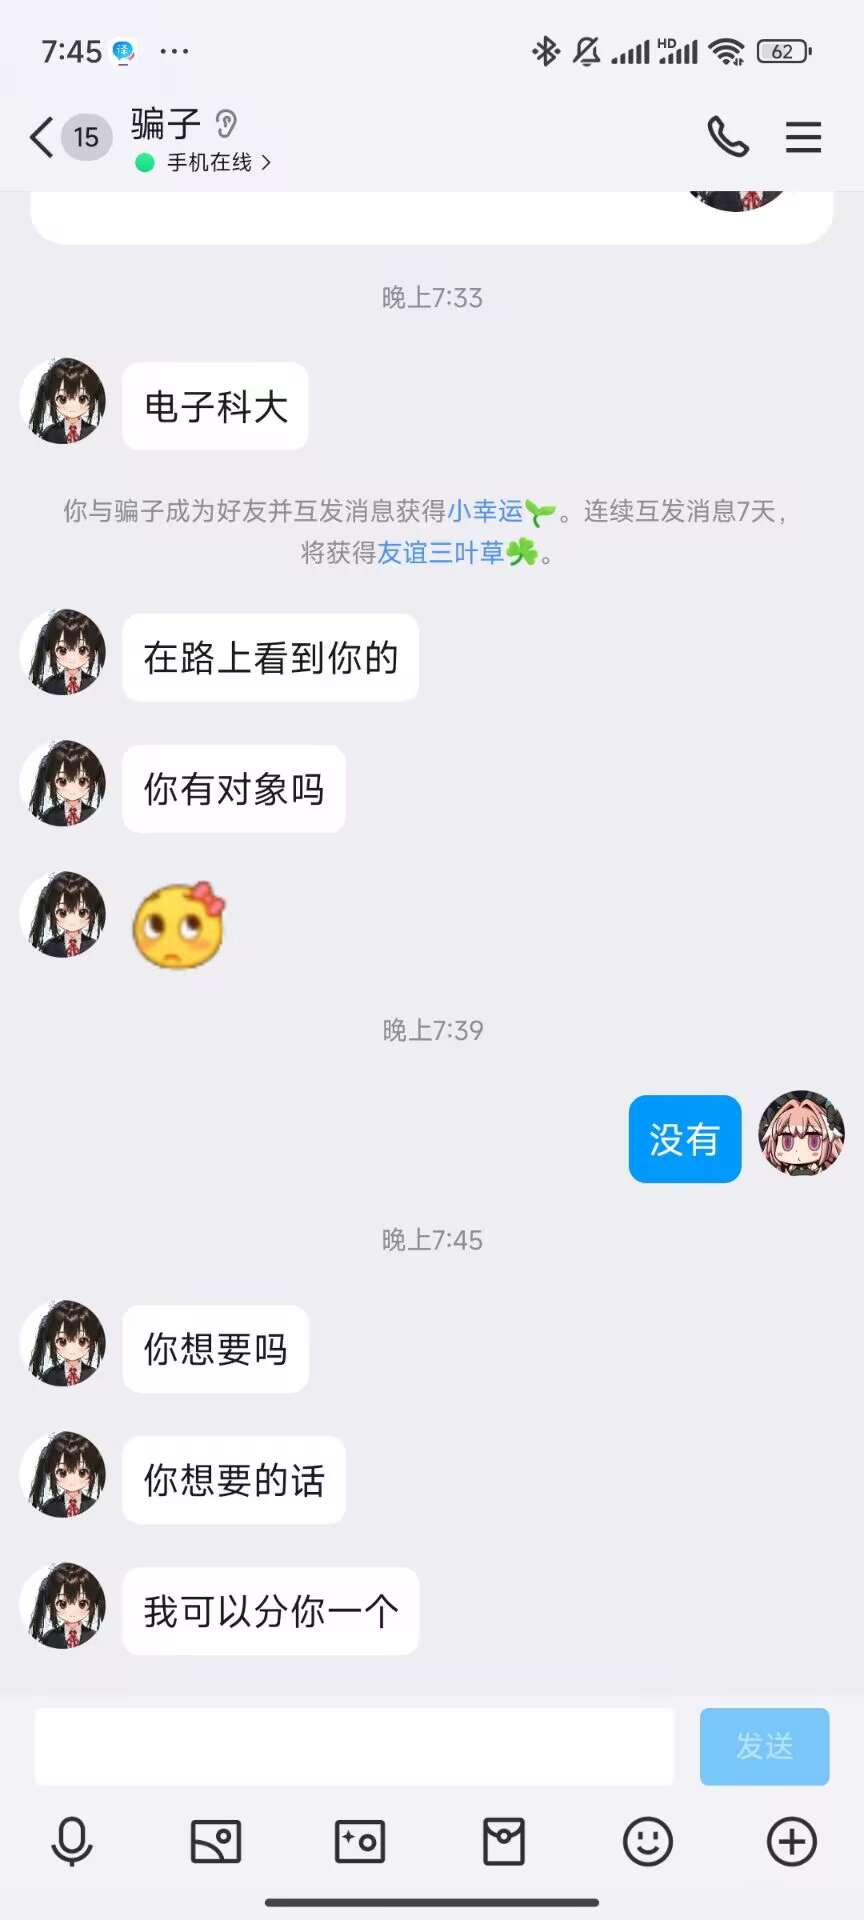 7:45 译 ···
HD 62
15 骗子
手机在线
晚上7:33
电子科大
你与骗子成为好友并互发消息获得小幸运。连续互发消息7天，
将获得友谊三叶草。
在路上看到你的
你有对象吗
晚上7:39
没有
晚上7:45
你想要吗
你想要的话
我可以分你一个
发送